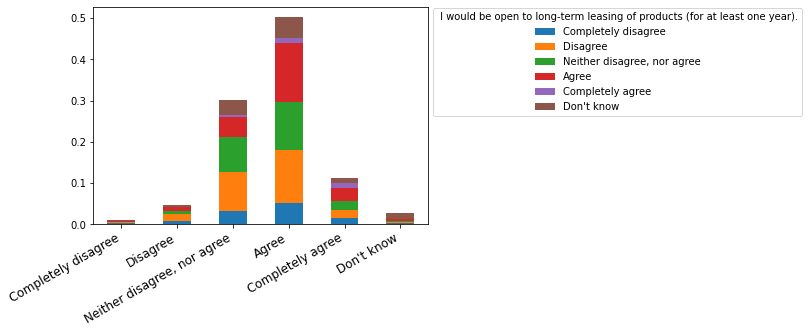 I would be open to long-term leasing of products (for at least one year).
Completely disagree
Disagree
Neither disagree, nor agree
Agree
Completely agree
Don't know
0.5
0.4
0.3
0.2
0.1
0.0
Completely disagree
Disagree
Neither disagree, nor agree
Agree
Completely agree
Don't know